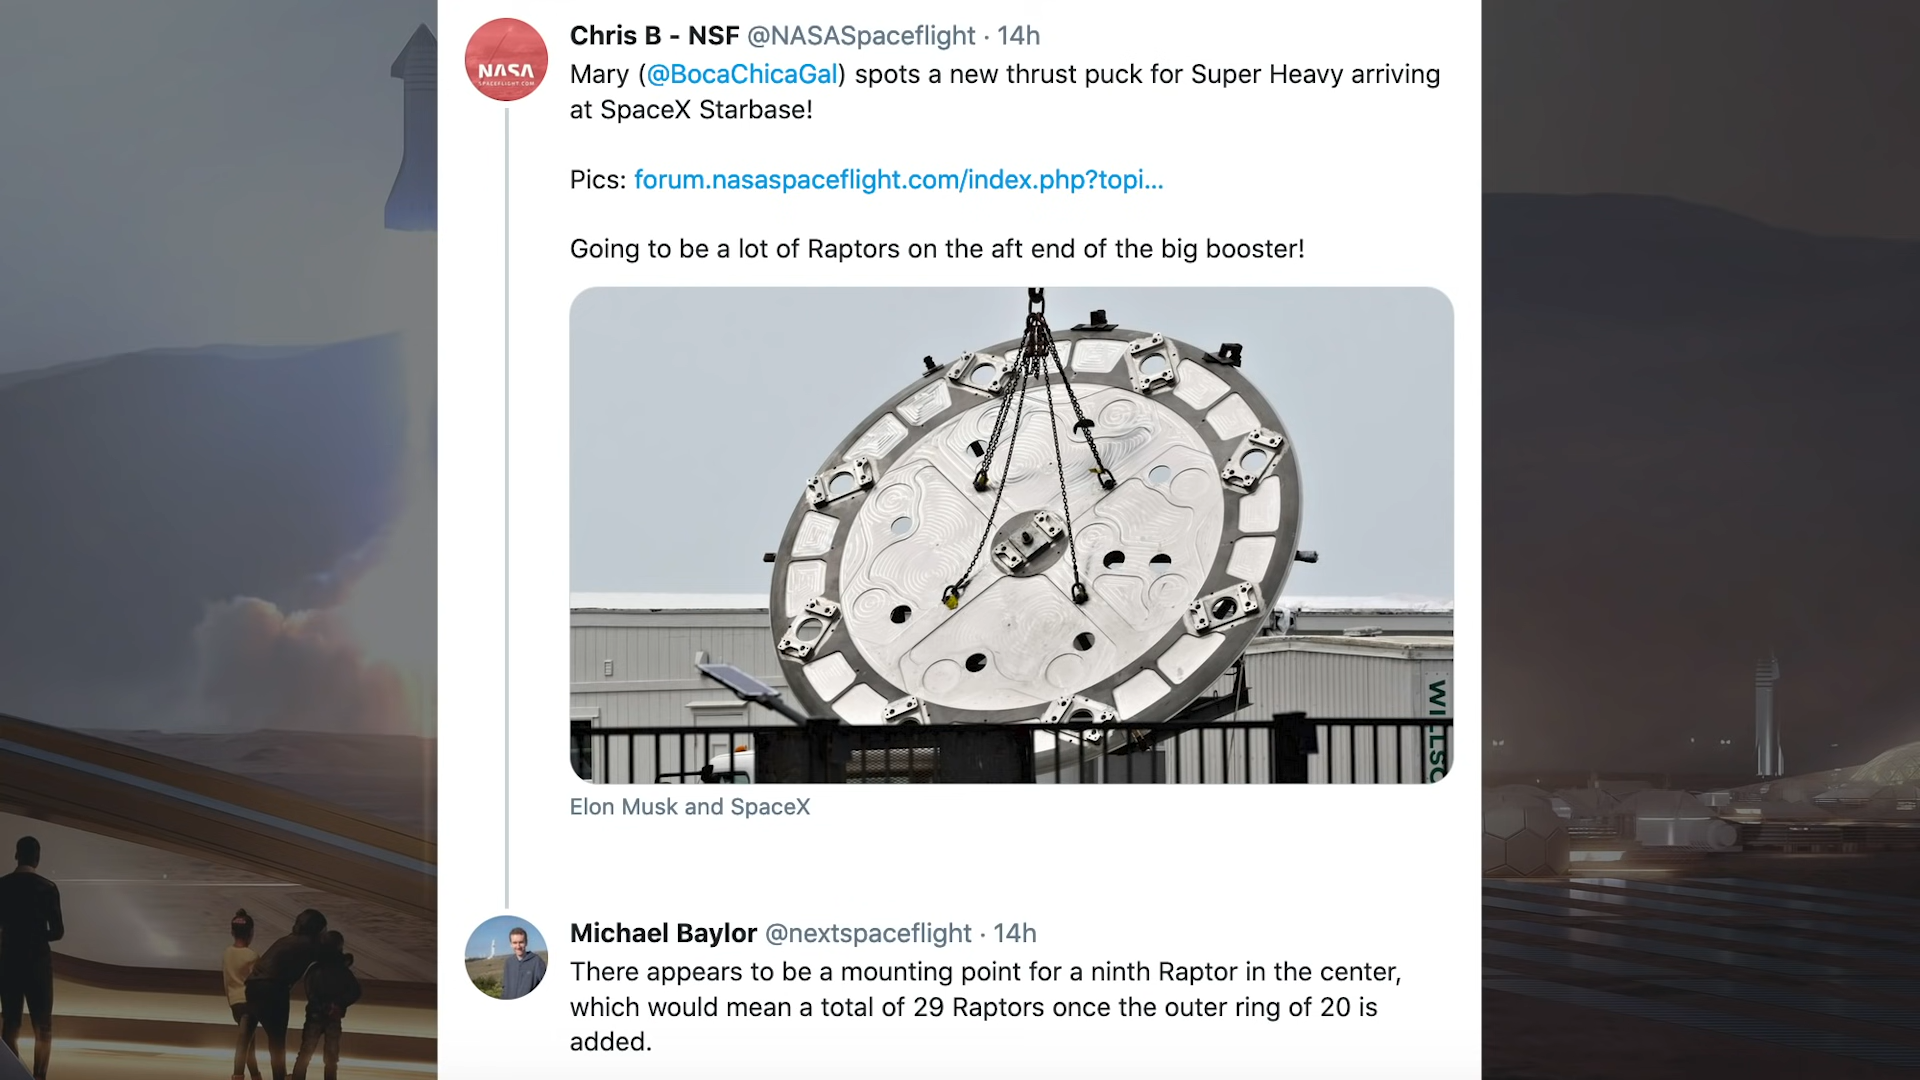 Chris B - NSF @NASASpaceflight · 14h
Mary (@BocaChicaGal) spots a new thrust puck for Super Heavy arriving
at SpaceX Starbase!
Pics: forum.nasaspaceflight.com/index.php?topi...
Going to be a lot of Raptors on the aft end of the big booster!
NASA
SPACEFLIGHT.COM
WILLSC
Elon Musk and SpaceX
Michael Baylor @nextspaceflight · 14h
There appears to be a mounting point for a ninth Raptor in the center,
which would mean a total of 29 Raptors once the outer ring of 20 is
added.